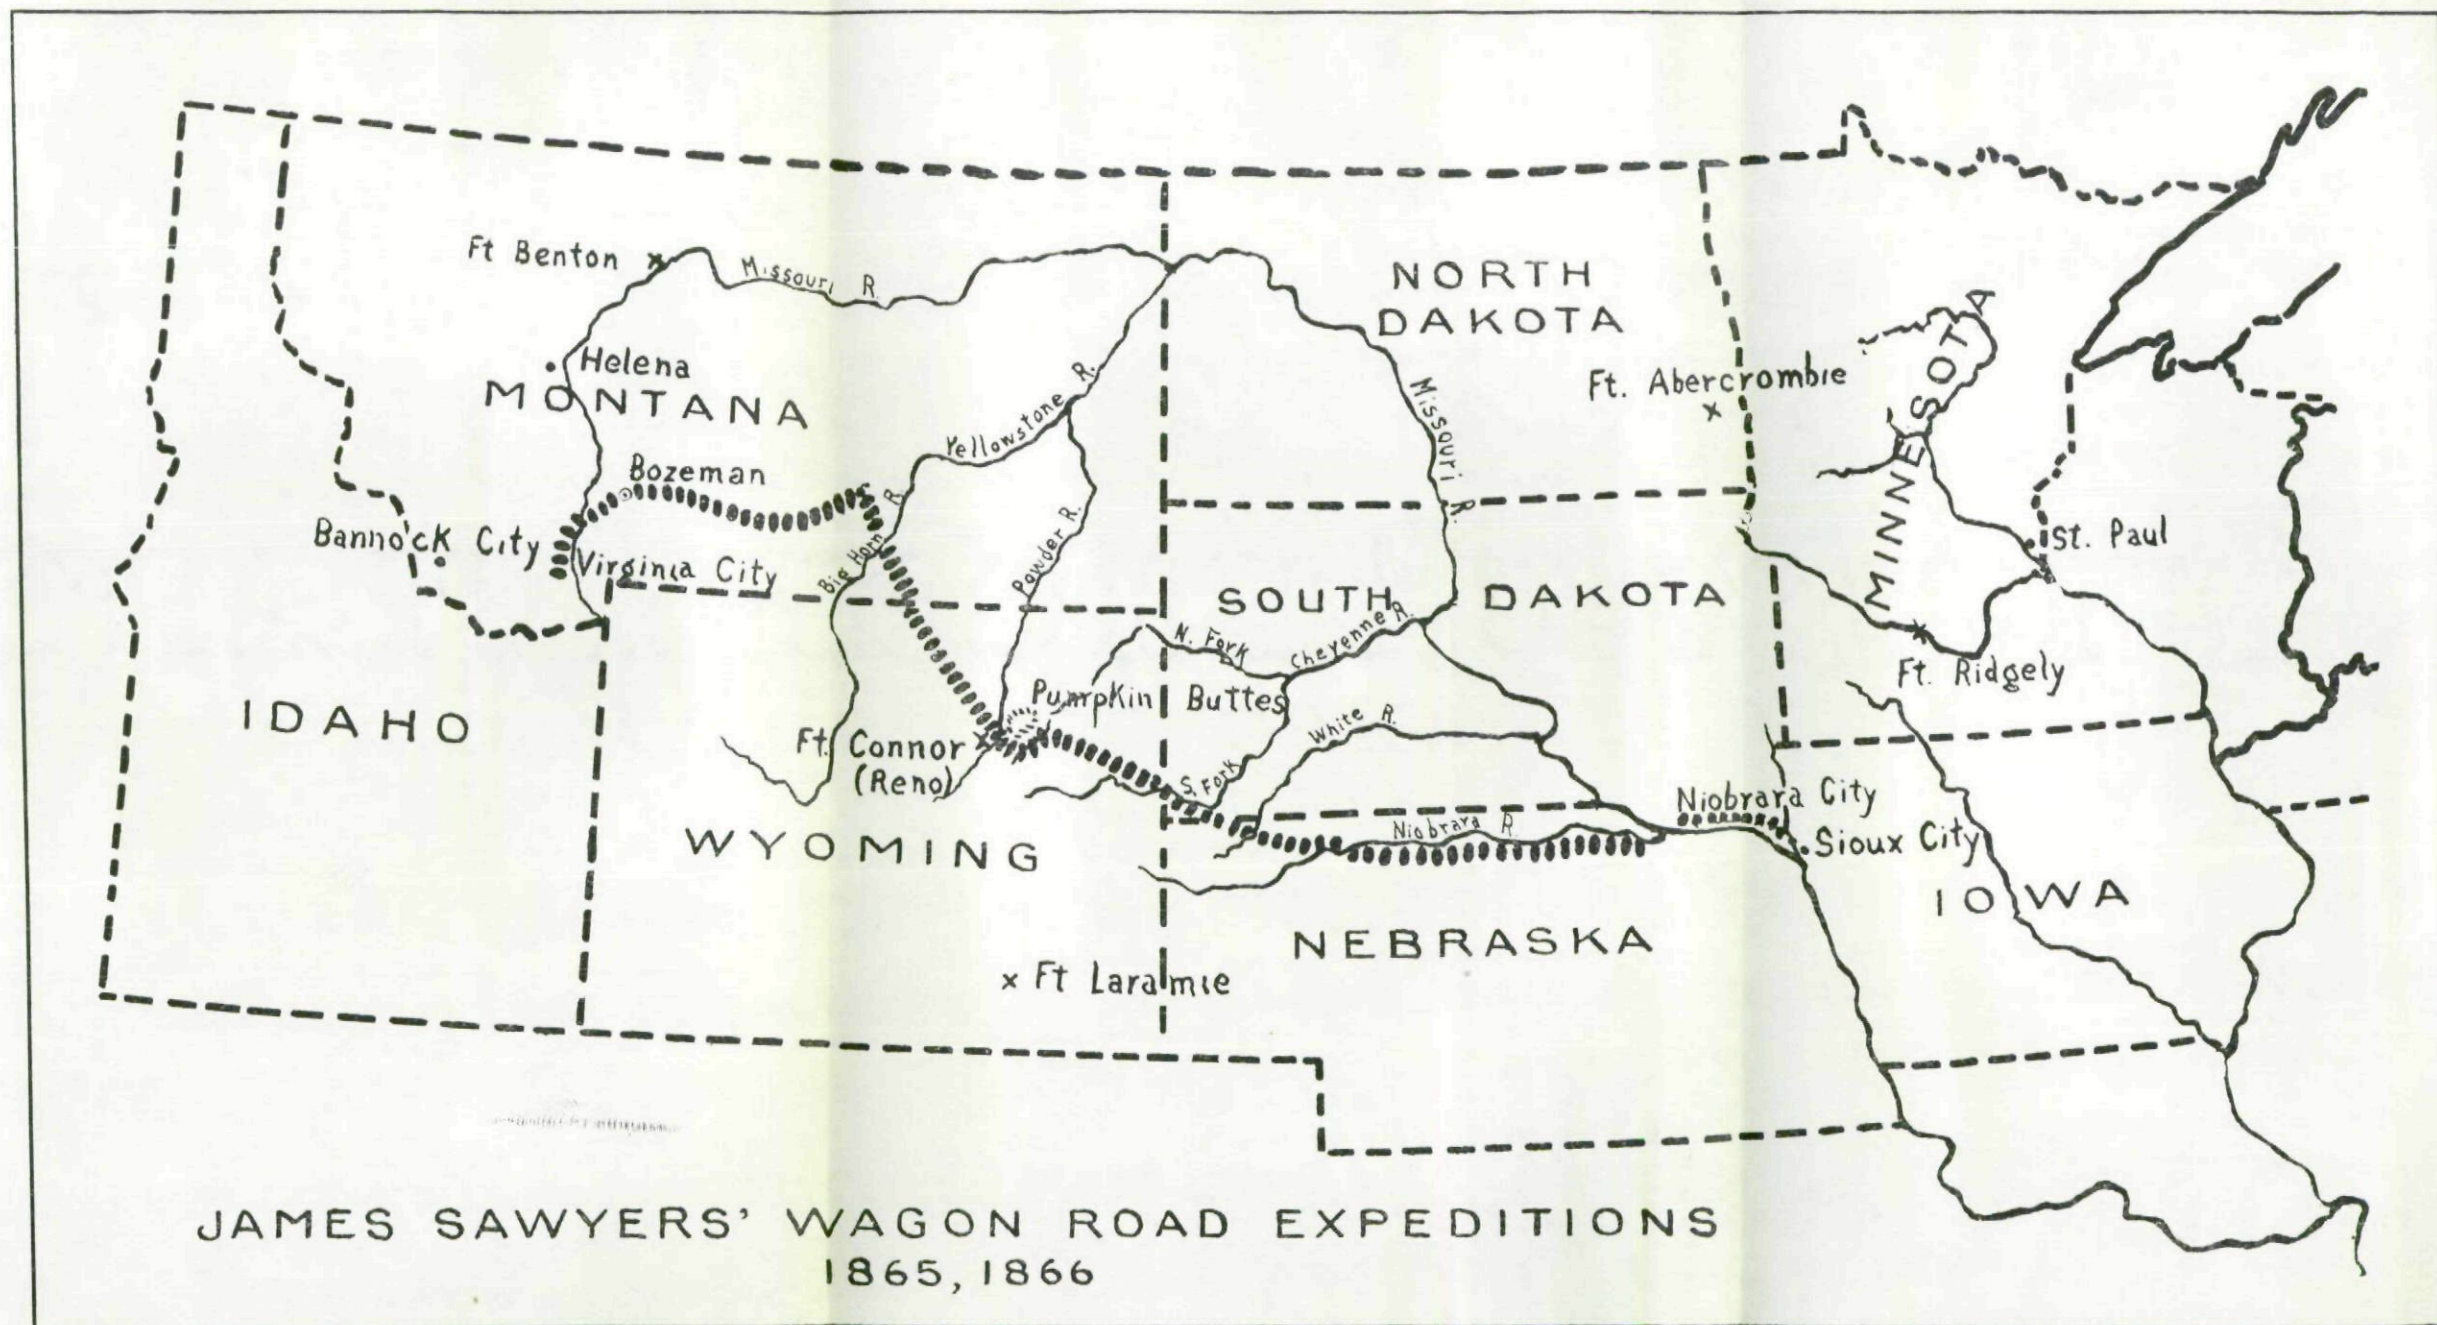 Ft Benton
Missouri R.
NORTH
DAKOTA
MINNESOTA
Helena
MONTANA
Yellowstone R.
Missouri R.
Ft. Abercrombie
Bozeman
Bannock City
Virginia City
Big Horn R.
Powder R.
St. Paul
SOUTH DAKOTA
N. Fork
Cheyenne R.
Ft. Ridgely
IDAHO
Pumpkin Buttes
White R.
Ft. Connor
(Reno)
S. Fork
Niobrara City
Niobrara R.
Sioux City
WYOMING
IOWA
NEBRASKA
Ft Laramie
JAMES SAWYERS' WAGON ROAD EXPEDITIONS
1865, 1866